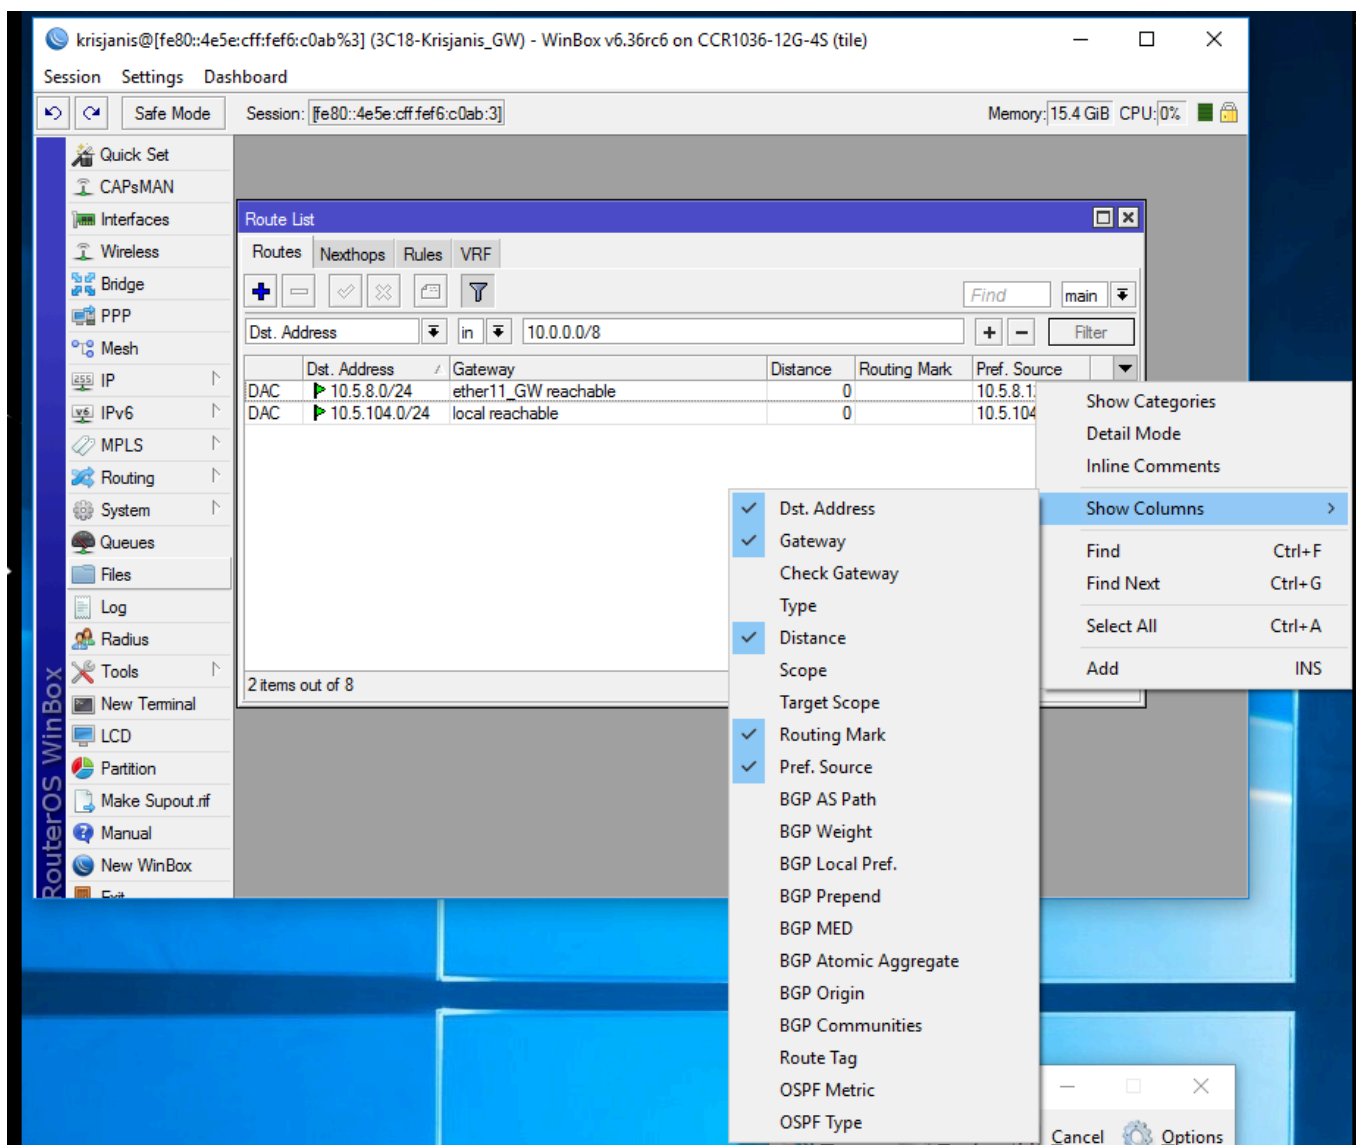 krisjanis@[fe80::4e5e:cff:fef6:c0ab%3] (3C18-Krisjanis_GW) - WinBox v6.36rc6 on CCR1036-12G-4S (tile)
Session Settings Dashboard
Safe Mode Session: [fe80::4e5e:cff:fef6:c0ab:3] Memory: 15.4 GiB CPU: 0%
Quick Set
CAPsMAN
Interfaces
Wireless
Bridge
PPP
Mesh
IP
IPv6
MPLS
Routing
System
Queues
Files
Log
Radius
Tools
New Terminal
LCD
Partition
Make Supout.rif
Manual
New WinBox
Exit
RouterOS WinBox
Route List
Routes Nexthops Rules VRF
Find main
Dst. Address in 10.0.0.0/8 Filter
Dst. Address Gateway Distance Routing Mark Pref. Source
DAC 10.5.8.0/24 ether11_GW reachable 0 10.5.8.1
DAC 10.5.104.0/24 local reachable 0 10.5.104
2 items out of 8
Show Categories
Detail Mode
Inline Comments
Show Columns
Find Ctrl+F
Find Next Ctrl+G
Select All Ctrl+A
Add INS
Dst. Address
Gateway
Check Gateway
Type
Distance
Scope
Target Scope
Routing Mark
Pref. Source
BGP AS Path
BGP Weight
BGP Local Pref.
BGP Prepend
BGP MED
BGP Atomic Aggregate
BGP Origin
BGP Communities
Route Tag
OSPF Metric
OSPF Type
Cancel Options